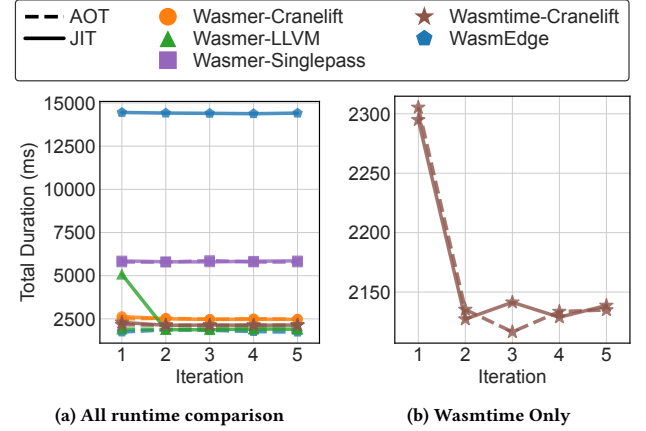 AOT
JIT
Wasmer-Cranelift
Wasmer-LLVM
Wasmer-Singlepass
Wasmtime-Cranelift
WasmEdge
Total Duration (ms)
15000
12500
10000
7500
5000
2500
1 2 3 4 5
Iteration
(a) All runtime comparison
2300
2250
2200
2150
1 2 3 4 5
Iteration
(b) Wasmtime Only